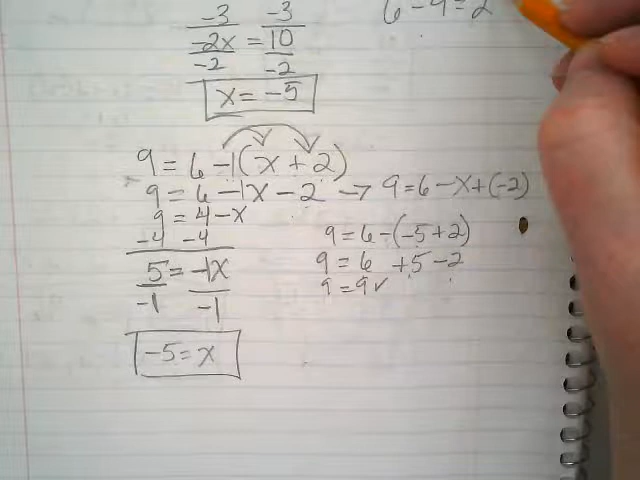 -3 -3
6-4=2
-2x = 10
-2 -2
x = -5
9 = 6 -1(x + 2)
9 = 6 -1x - 2 → 9=6-x+(-2)
9 = 4 - x
-4 -4
9 = 6 - (-5+2)
5 = -1x
-1 -1
9 = 6 +5 -2
9 = 9✓
-5 = x